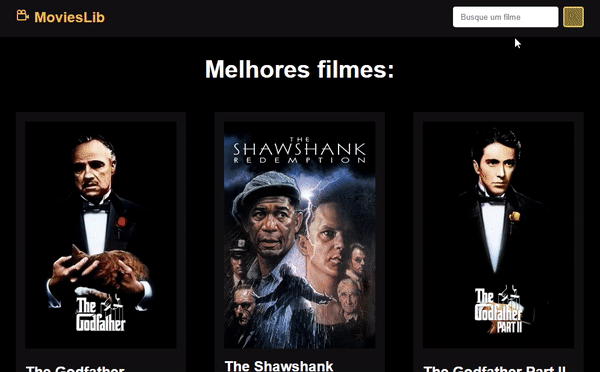 MoviesLib
Busque um filme
Melhores filmes:
The
Godfather
THE
SHAWSHANK
REDEMPTION
The
Godfather
PART II
The Godfather
The Shawshank
The Godfather Part II